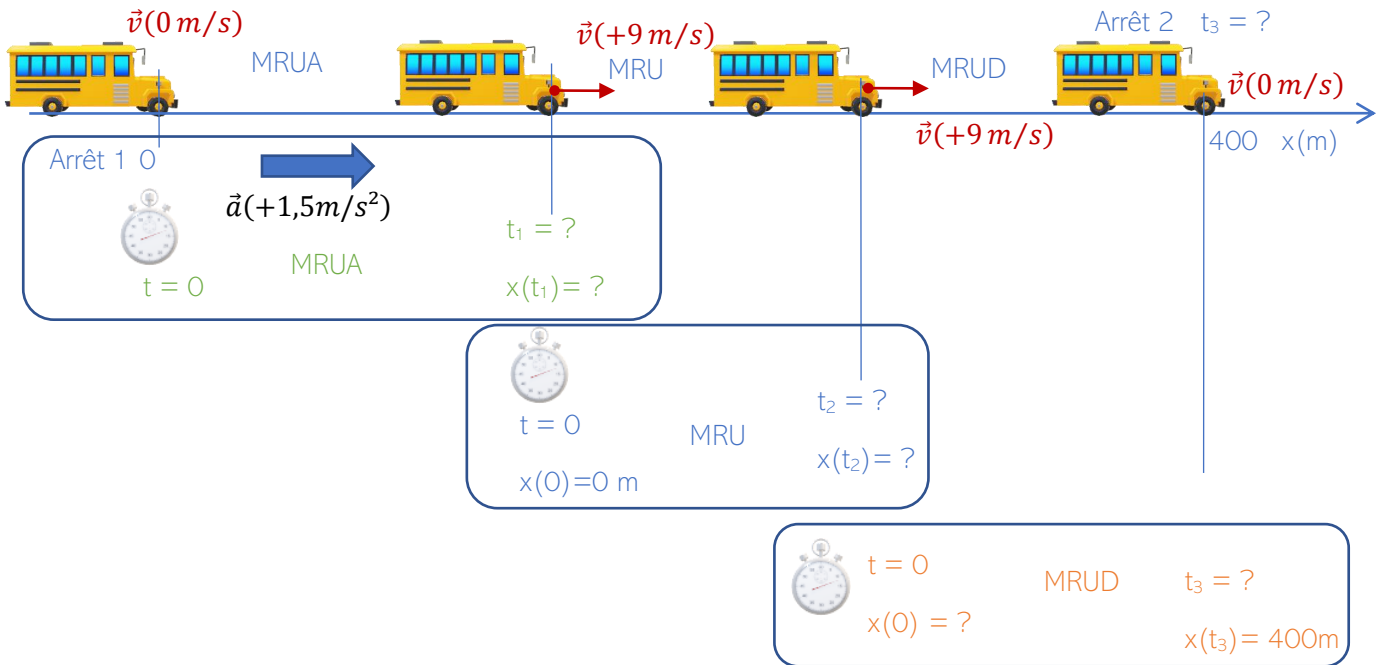 v⃗(0 m/s)
MRUA
v⃗(+9 m/s)
MRU
MRUD
v⃗(+9 m/s)
Arrêt 2 t₃ = ?
v⃗(0 m/s)
400 x(m)
Arrêt 1 0
a⃗(+1,5m/s²)
t = 0
MRUA
t₁ = ?
x(t₁)= ?
t = 0
x(0)=0 m
MRU
t₂ = ?
x(t₂)= ?
t = 0
x(0) = ?
MRUD
t₃ = ?
x(t₃)= 400m